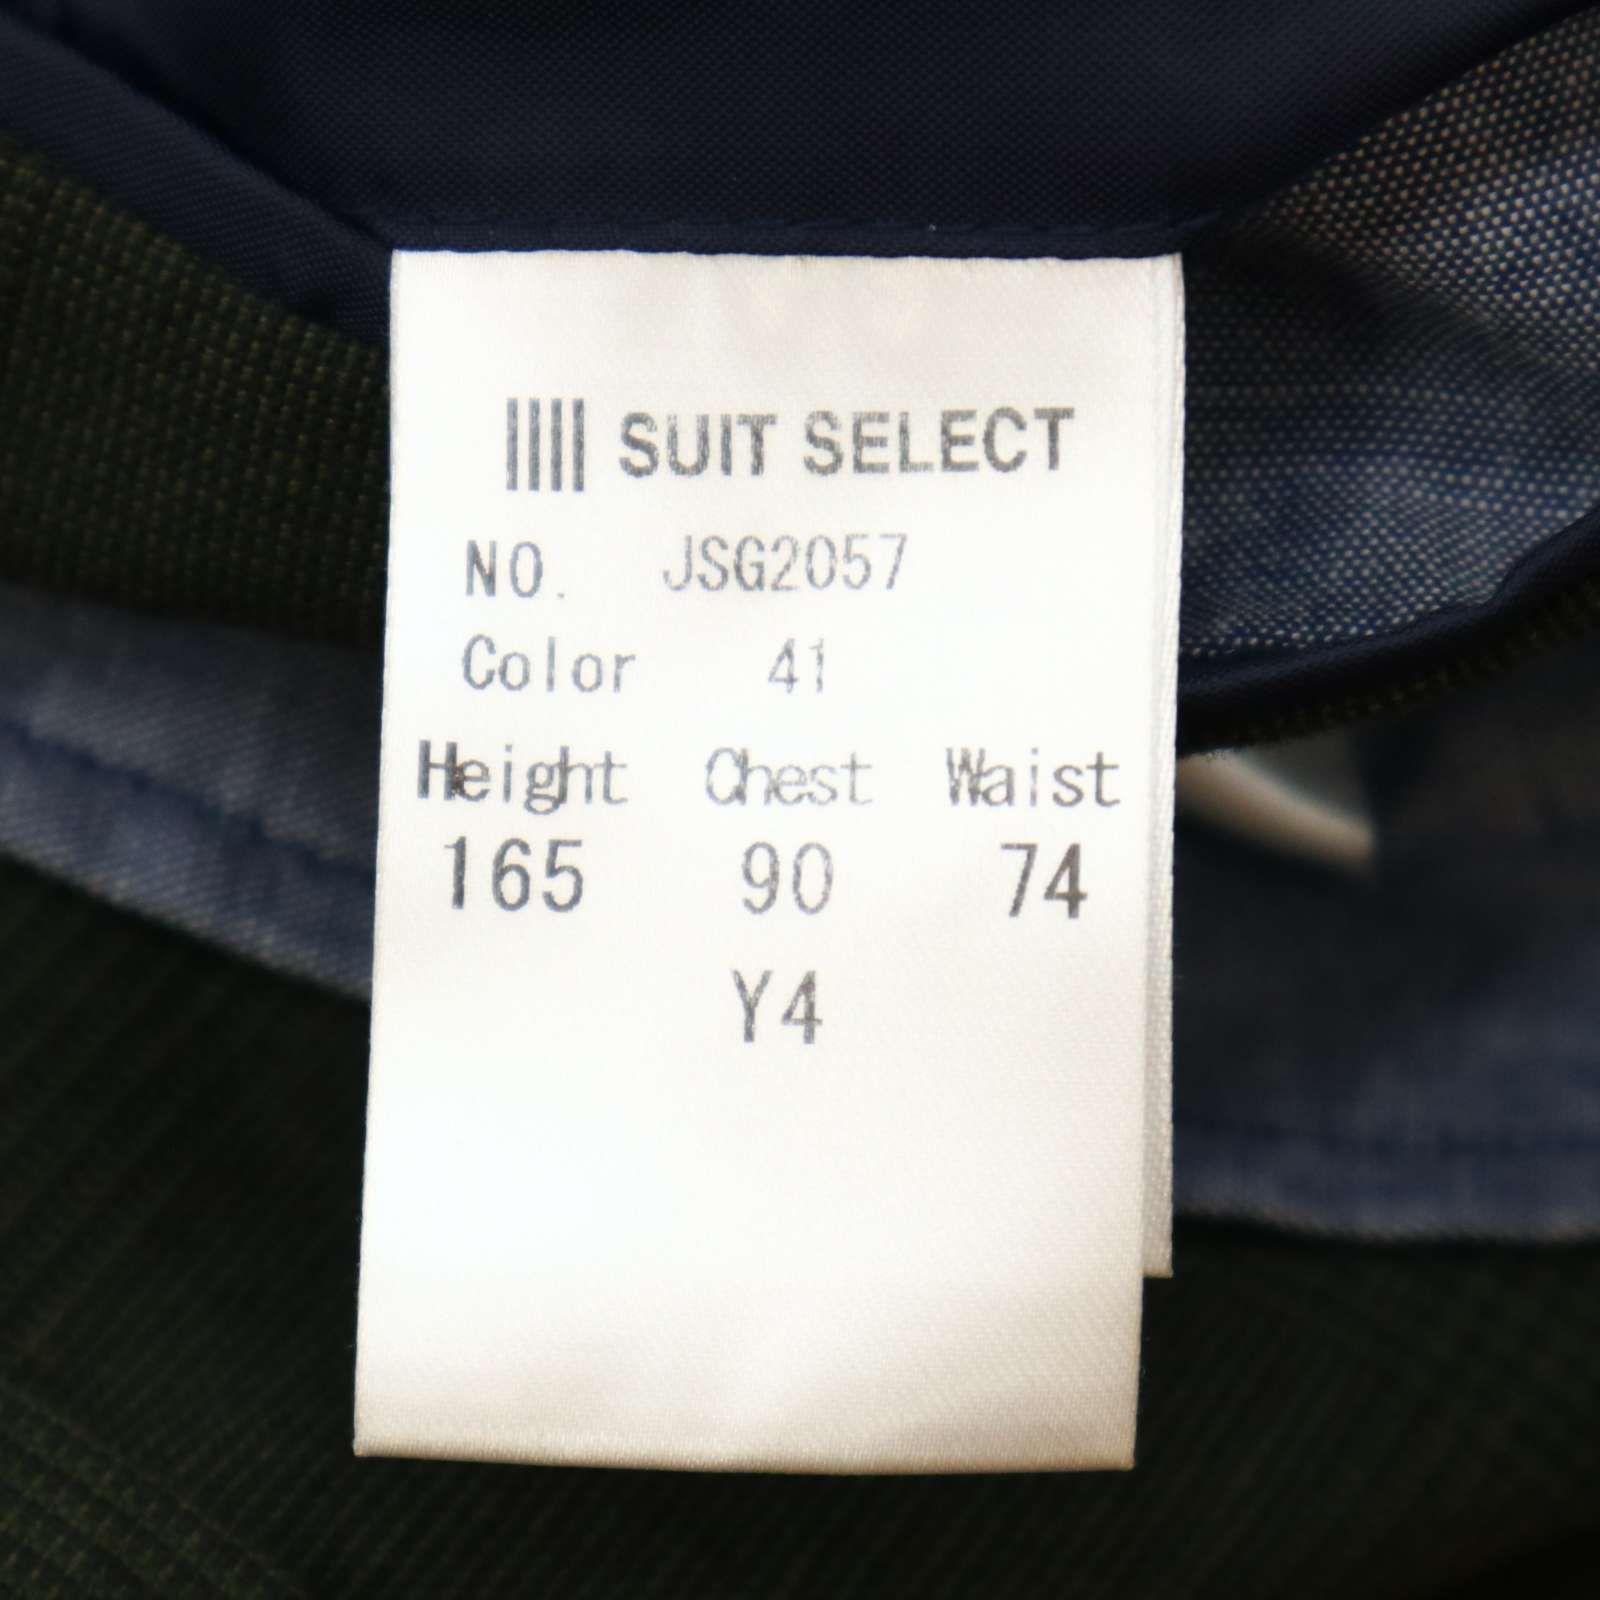 SUIT SELECT
NO. JSG2057
Color 41
Height Chest Waist
165 90 74
Y4